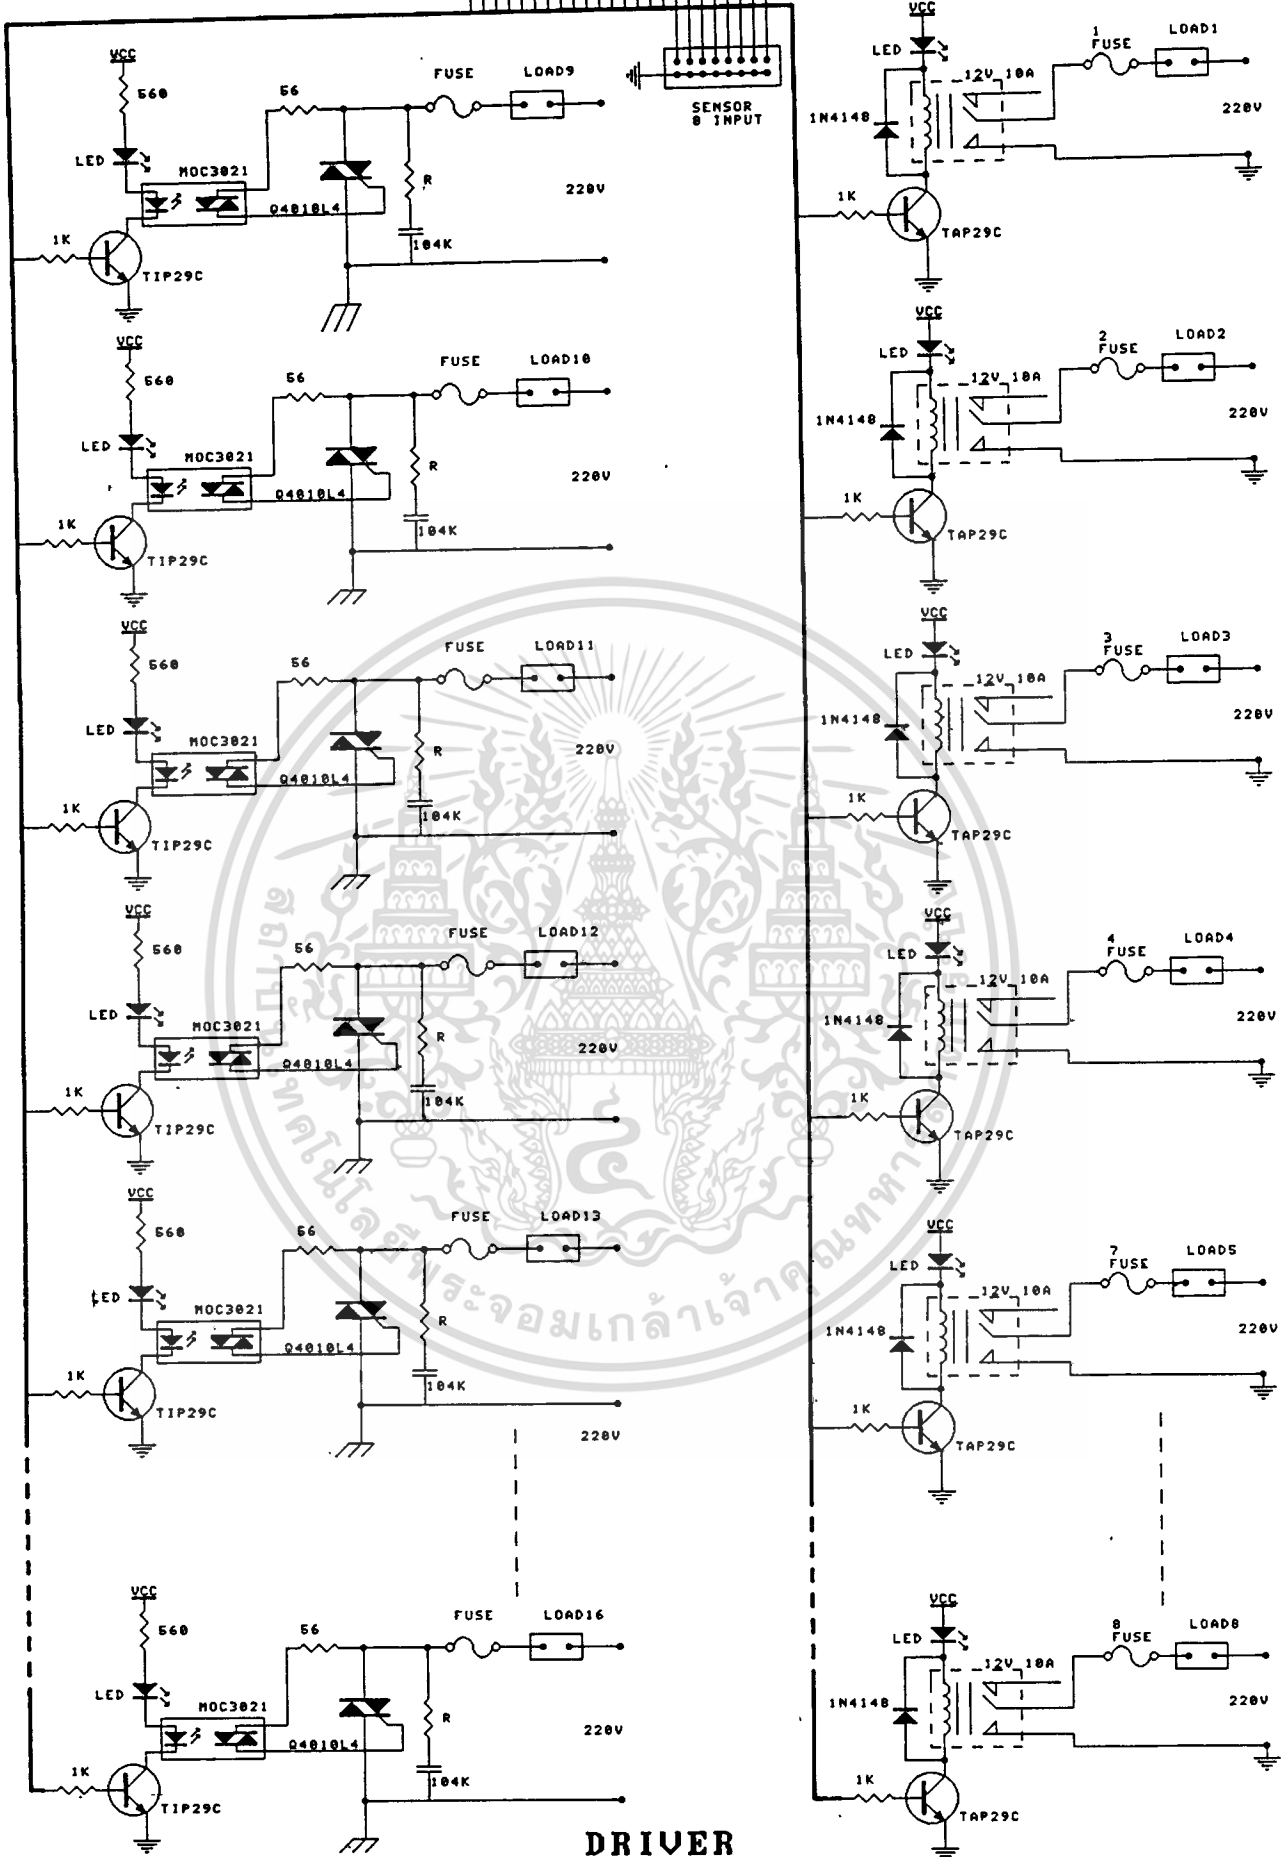 SENSOR
8 INPUT
VCC
560
LED
MOC3021
56
FUSE
LOAD9
R
220V
Q4010L4
104K
1K
TIP29C
VCC
560
LED
MOC3021
56
FUSE
LOAD10
R
220V
Q4010L4
104K
1K
TIP29C
VCC
560
LED
MOC3021
56
FUSE
LOAD11
R
220V
Q4010L4
104K
1K
TIP29C
VCC
560
LED
MOC3021
56
FUSE
LOAD12
R
220V
Q4010L4
104K
1K
TIP29C
VCC
560
LED
MOC3021
56
FUSE
LOAD13
R
Q4010L4
104K
1K
TIP29C
220V
VCC
560
LED
MOC3021
56
FUSE
LOAD16
R
220V
Q4010L4
104K
1K
TIP29C
VCC
LED
1
FUSE
LOAD1
12V 10A
1N4148
220V
1K
TAP29C
VCC
LED
2
FUSE
LOAD2
12V 10A
1N4148
220V
1K
TAP29C
VCC
LED
3
FUSE
LOAD3
12V 10A
1N4148
220V
1K
TAP29C
VCC
LED
4
FUSE
LOAD4
12V 10A
1N4148
220V
1K
TAP29C
VCC
LED
7
FUSE
LOAD5
12V 10A
1N4148
220V
1K
TAP29C
VCC
LED
8
FUSE
LOAD8
12V 10A
1N4148
220V
1K
TAP29C
DRIVER